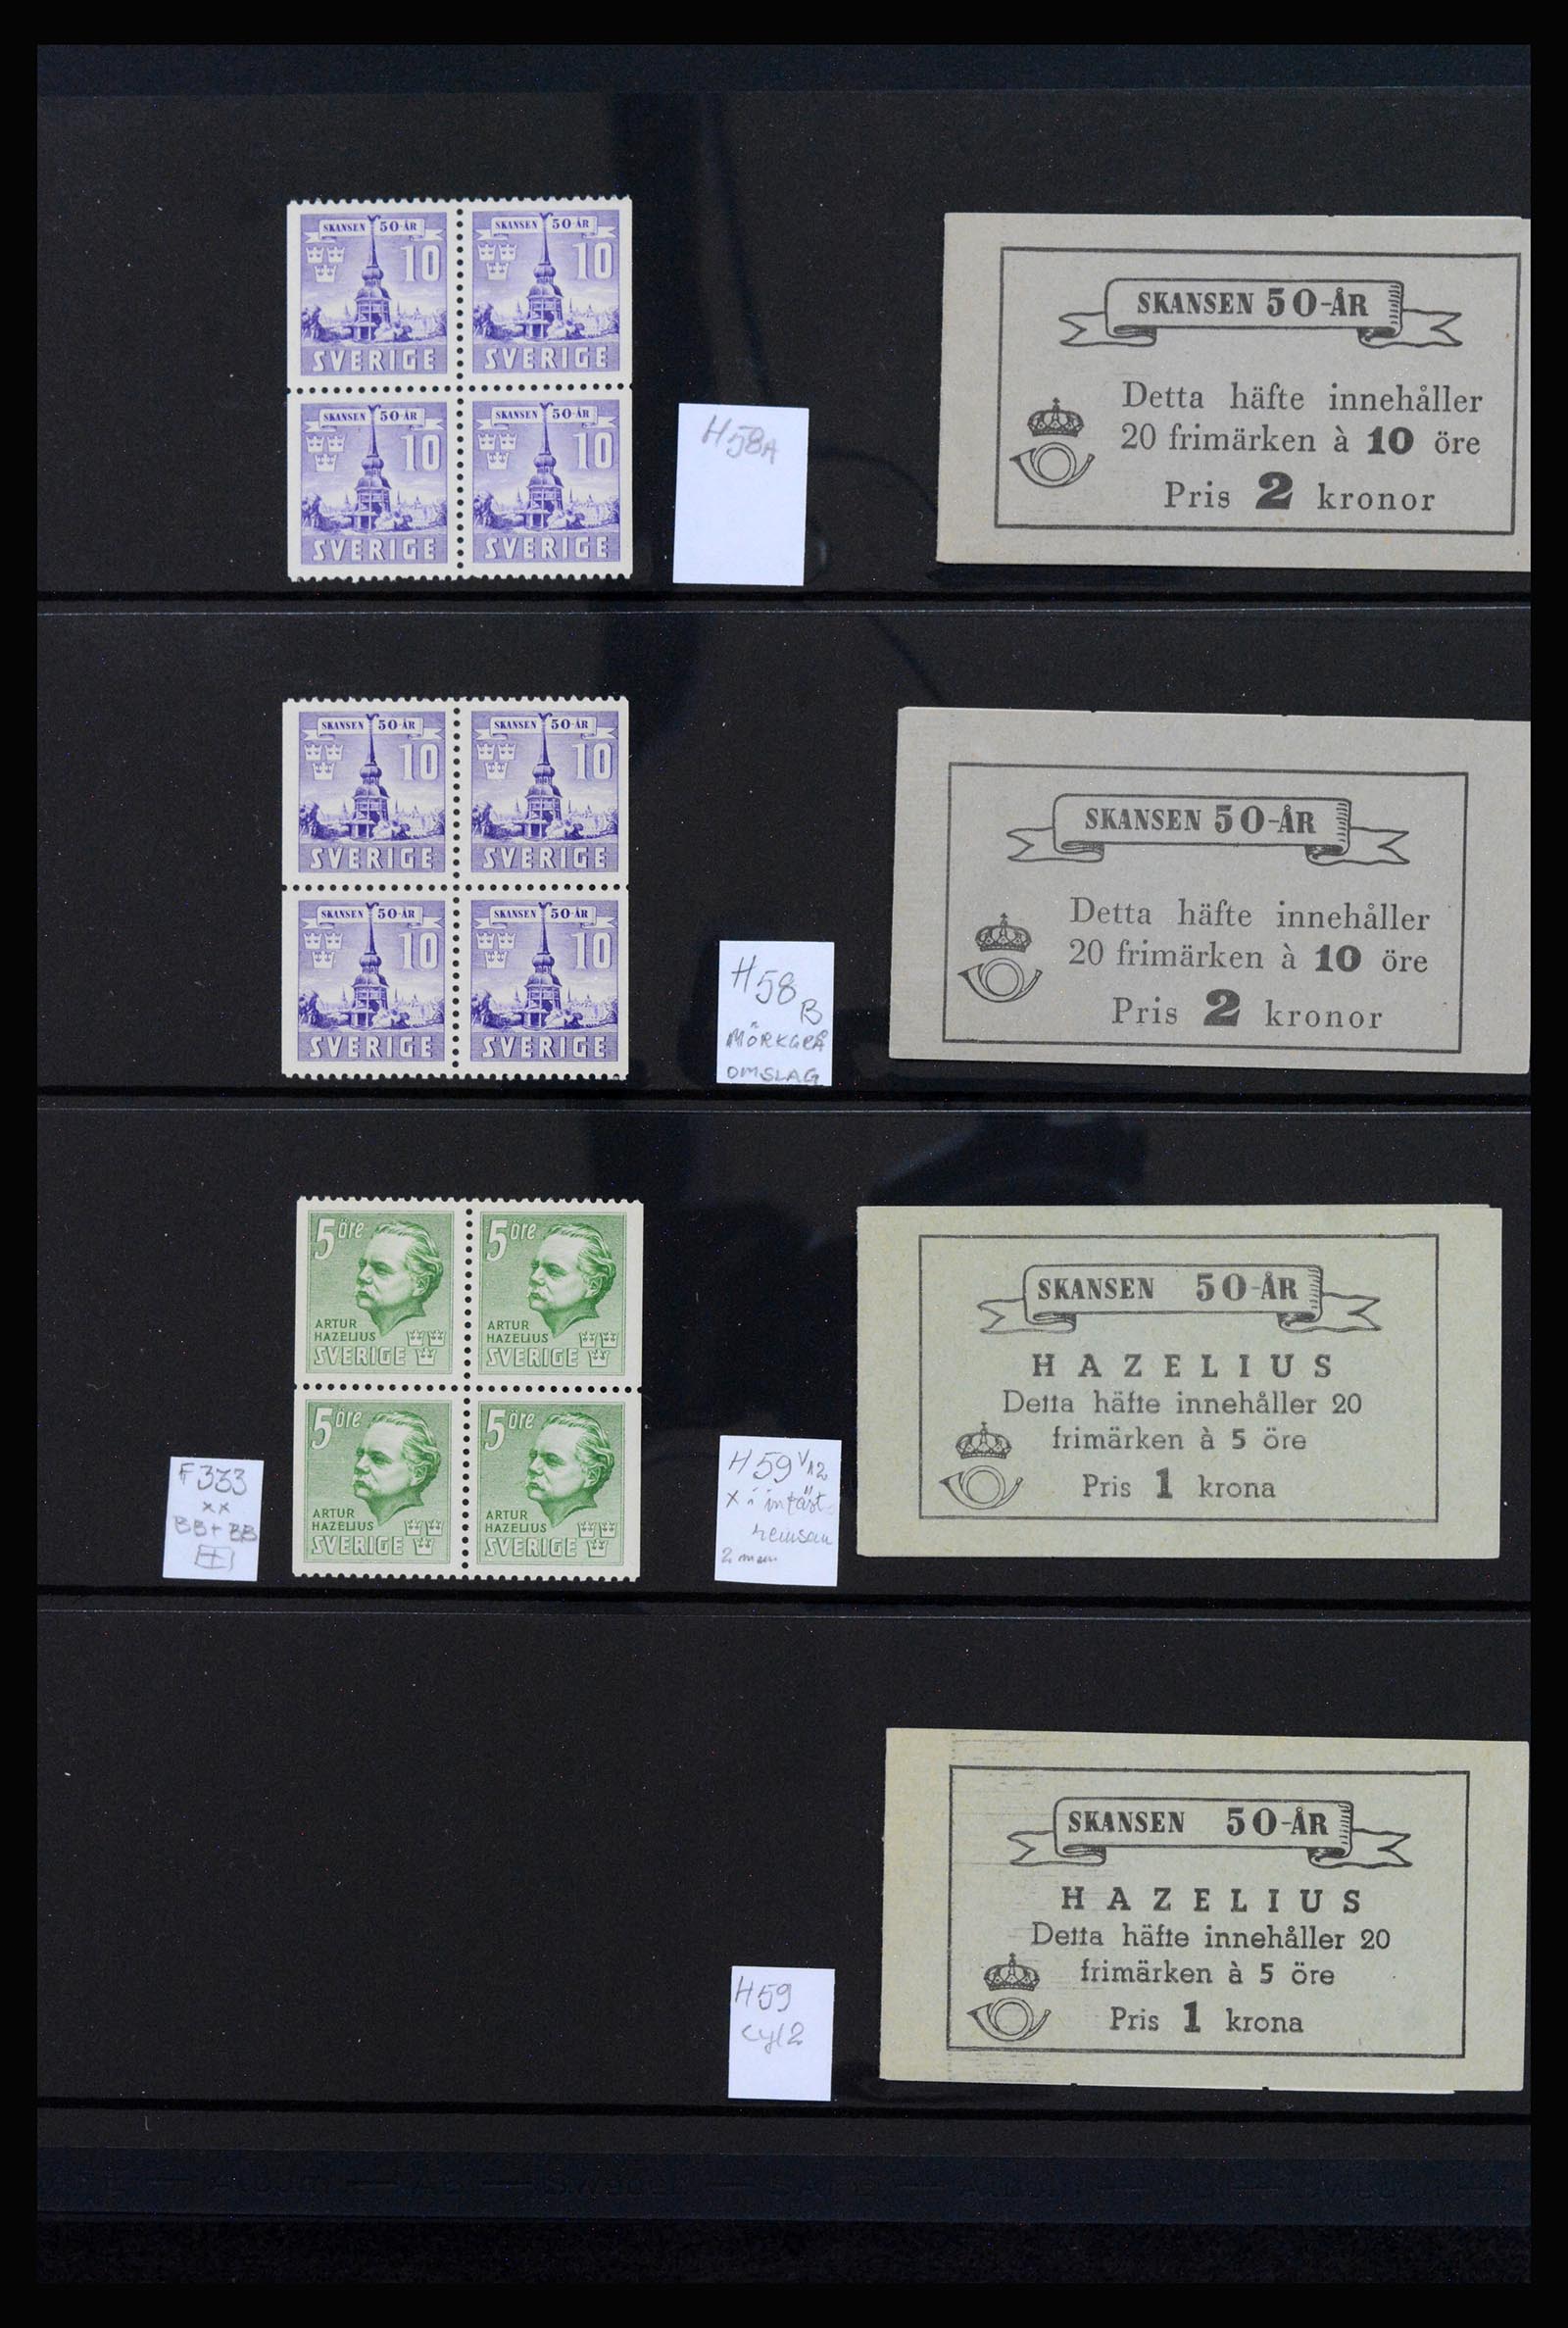 SKANSEN 50-ÅR
10
SVERIGE
SKANSEN 50-ÅR
10
SVERIGE
SKANSEN 50-ÅR
10
SVERIGE
SKANSEN 50-ÅR
10
SVERIGE
H58A
SKANSEN 50-ÅR
Detta häfte innehåller
20 frimärken à 10 öre
Pris 2 kronor
SKANSEN 50-ÅR
10
SVERIGE
SKANSEN 50-ÅR
10
SVERIGE
SKANSEN 50-ÅR
10
SVERIGE
SKANSEN 50-ÅR
10
SVERIGE
H58B
MÖRKGRÅ
OMSLAG
SKANSEN 50-ÅR
Detta häfte innehåller
20 frimärken à 10 öre
Pris 2 kronor
F333
xx
BB+BB
5 öre
ARTUR
HAZELIUS
SVERIGE
5 öre
ARTUR
HAZELIUS
SVERIGE
5 öre
ARTUR
HAZELIUS
SVERIGE
5 öre
ARTUR
HAZELIUS
SVERIGE
H59 V12
x i infäst
remsan
2 mm
SKANSEN 50-ÅR
HAZELIUS
Detta häfte innehåller 20
frimärken à 5 öre
Pris 1 krona
H59
cyl2
SKANSEN 50-ÅR
HAZELIUS
Detta häfte innehåller 20
frimärken à 5 öre
Pris 1 krona